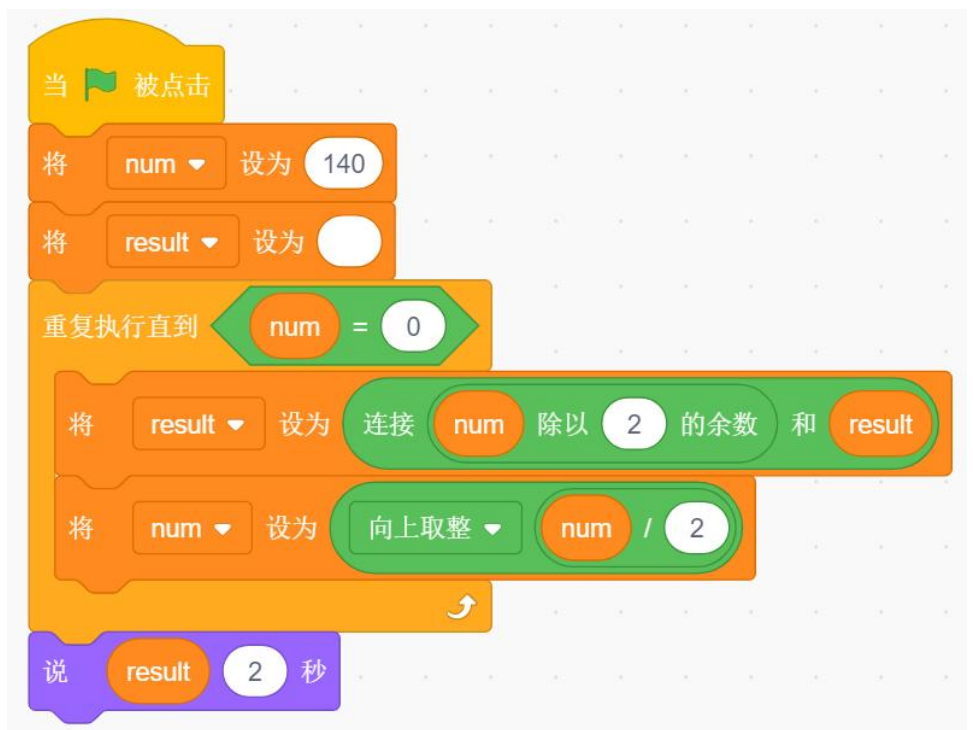 当 被点击
将 num 设为 140
将 result 设为
重复执行直到 num = 0
将 result 设为 连接 num 除以 2 的余数 和 result
将 num 设为 向上取整 num / 2
说 result 2 秒